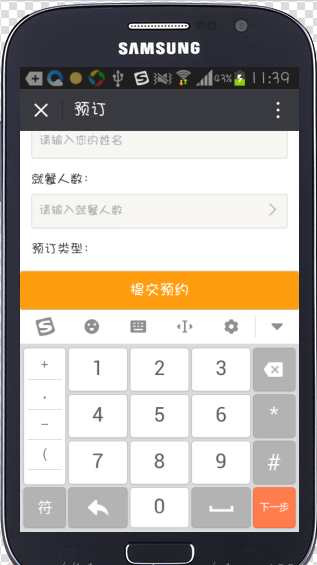 SAMSUNG
43% 11:39
预订
请输入您的姓名
就餐人数：
请输入就餐人数
预订类型：
提交预约
+ 1 2 3
. 4 5 6 *
- 7 8 9 #
(
符 0 下一步